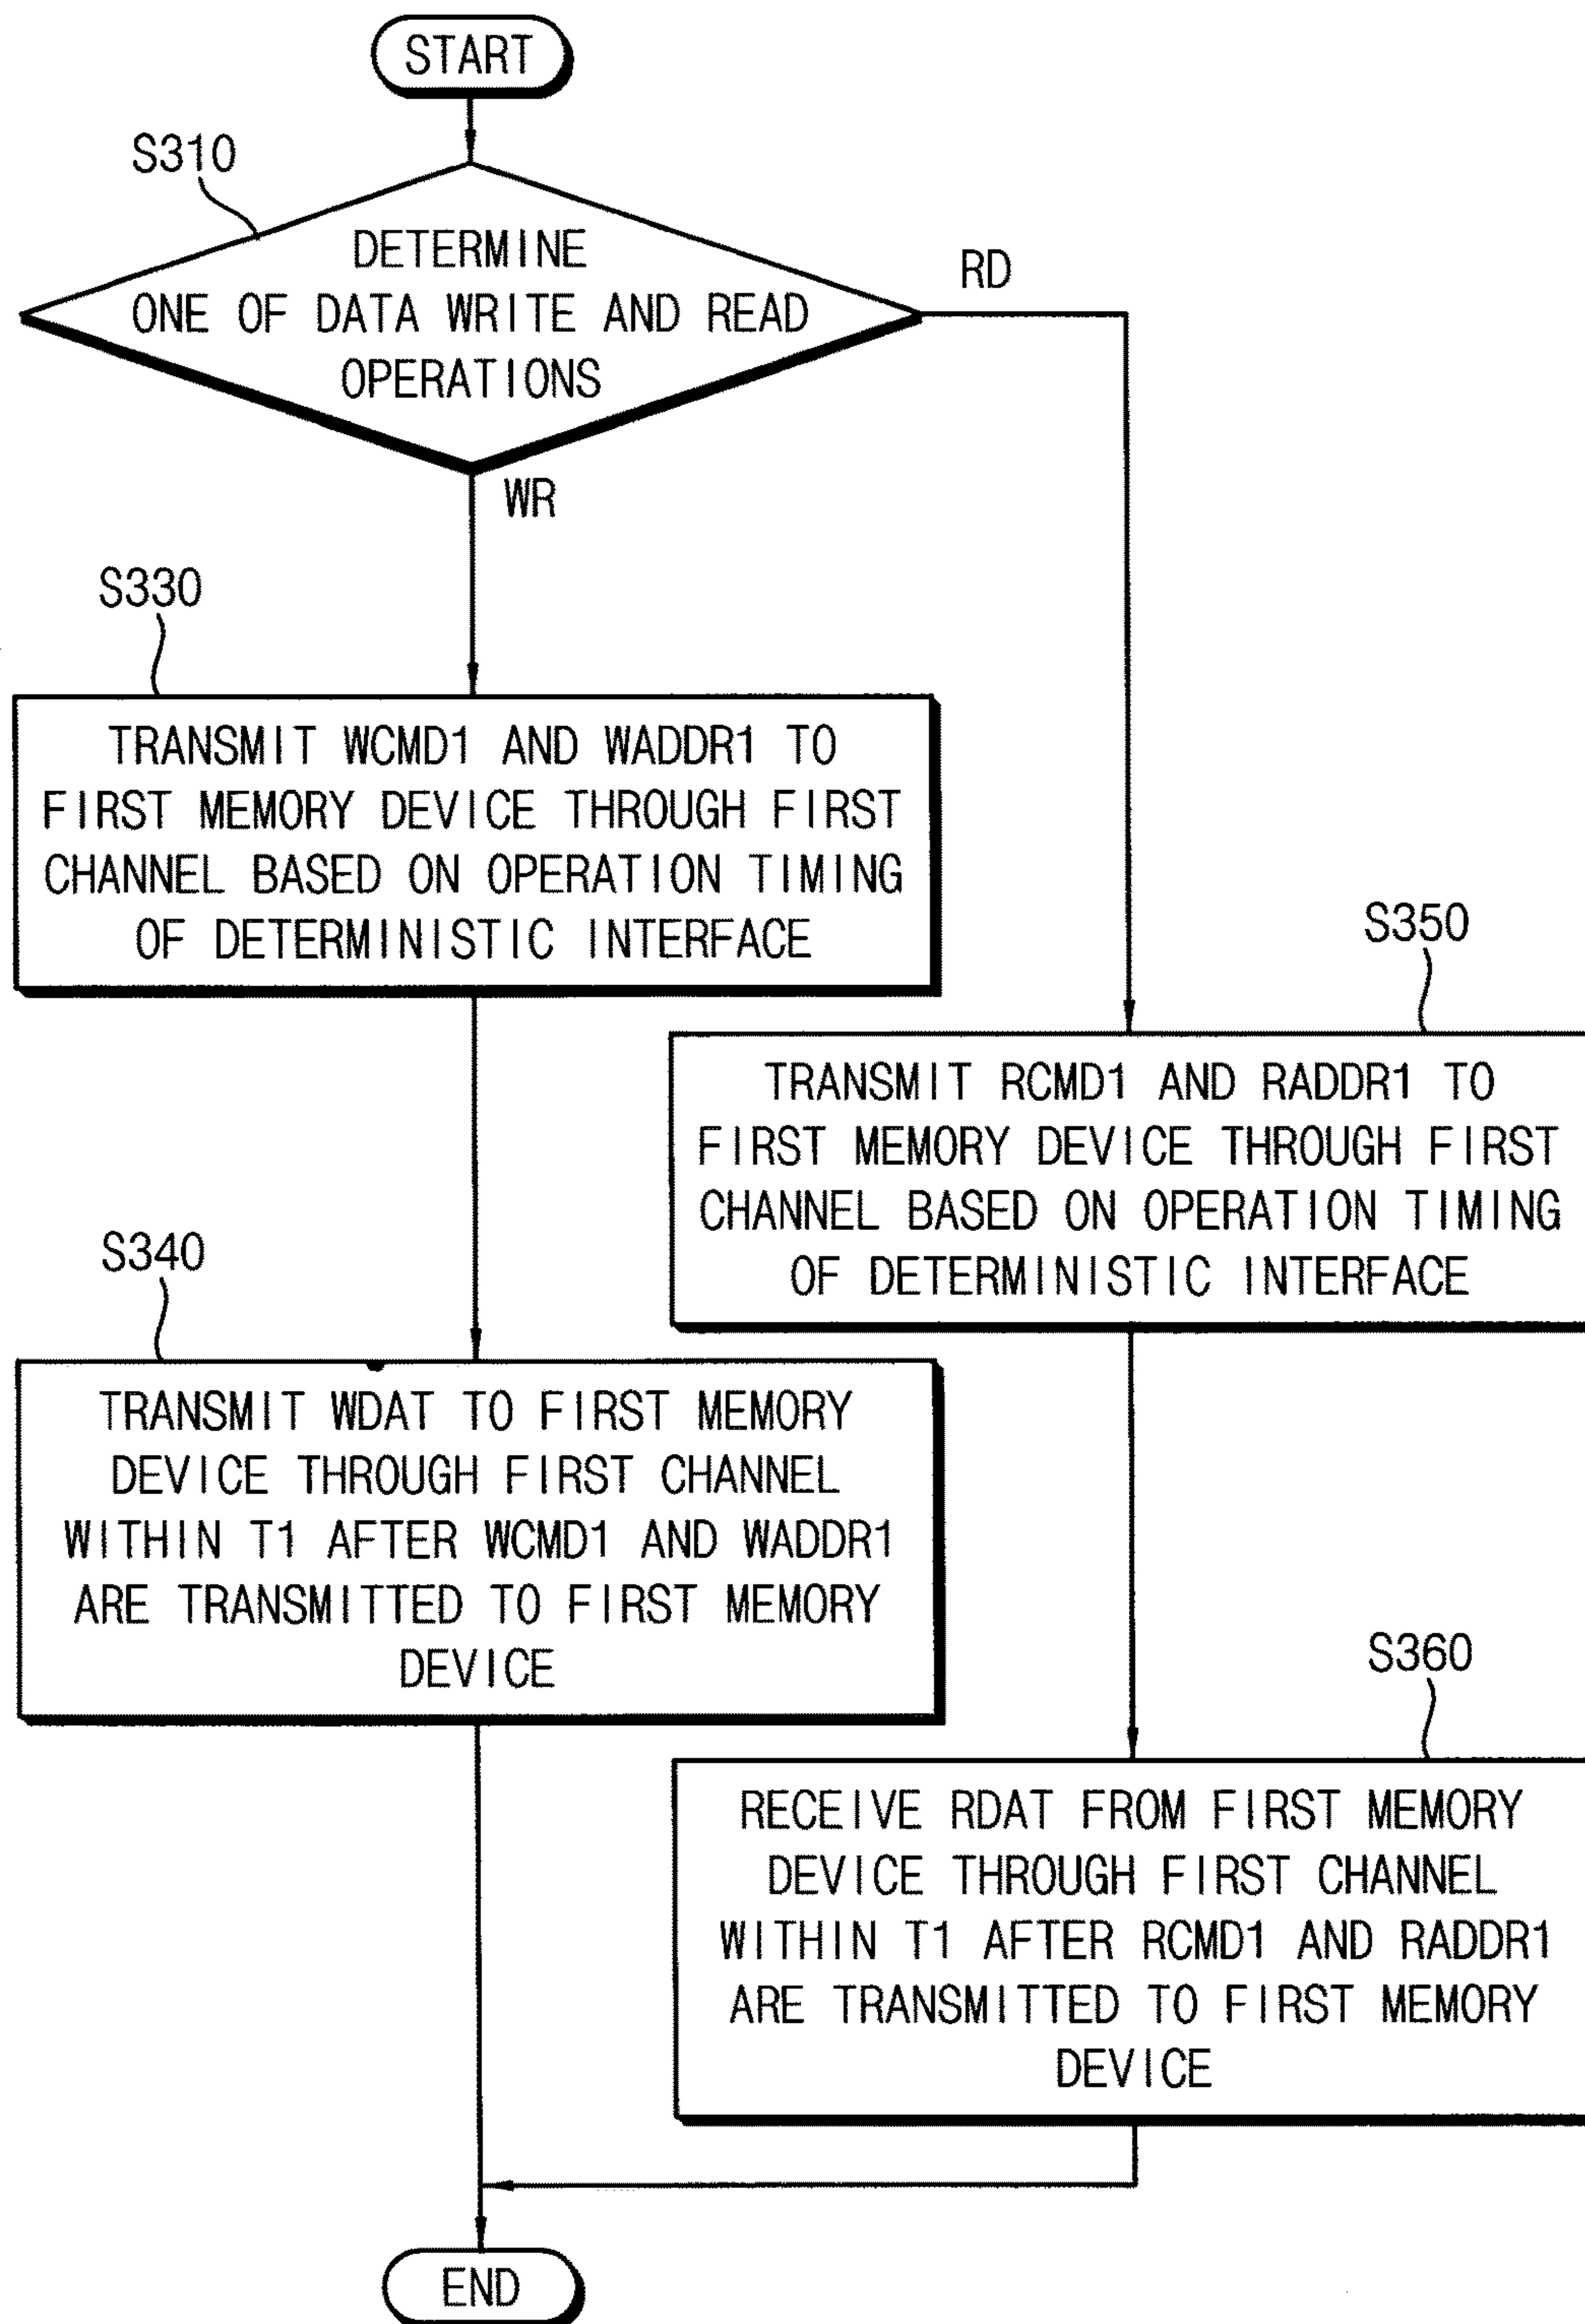 START
S310
DETERMINE
ONE OF DATA WRITE AND READ
OPERATIONS
RD
WR
S330
TRANSMIT WCMD1 AND WADDR1 TO
FIRST MEMORY DEVICE THROUGH FIRST
CHANNEL BASED ON OPERATION TIMING
OF DETERMINISTIC INTERFACE
S350
TRANSMIT RCMD1 AND RADDR1 TO
FIRST MEMORY DEVICE THROUGH FIRST
CHANNEL BASED ON OPERATION TIMING
OF DETERMINISTIC INTERFACE
S340
TRANSMIT WDAT TO FIRST MEMORY
DEVICE THROUGH FIRST CHANNEL
WITHIN T1 AFTER WCMD1 AND WADDR1
ARE TRANSMITTED TO FIRST MEMORY
DEVICE
S360
RECEIVE RDAT FROM FIRST MEMORY
DEVICE THROUGH FIRST CHANNEL
WITHIN T1 AFTER RCMD1 AND RADDR1
ARE TRANSMITTED TO FIRST MEMORY
DEVICE
END